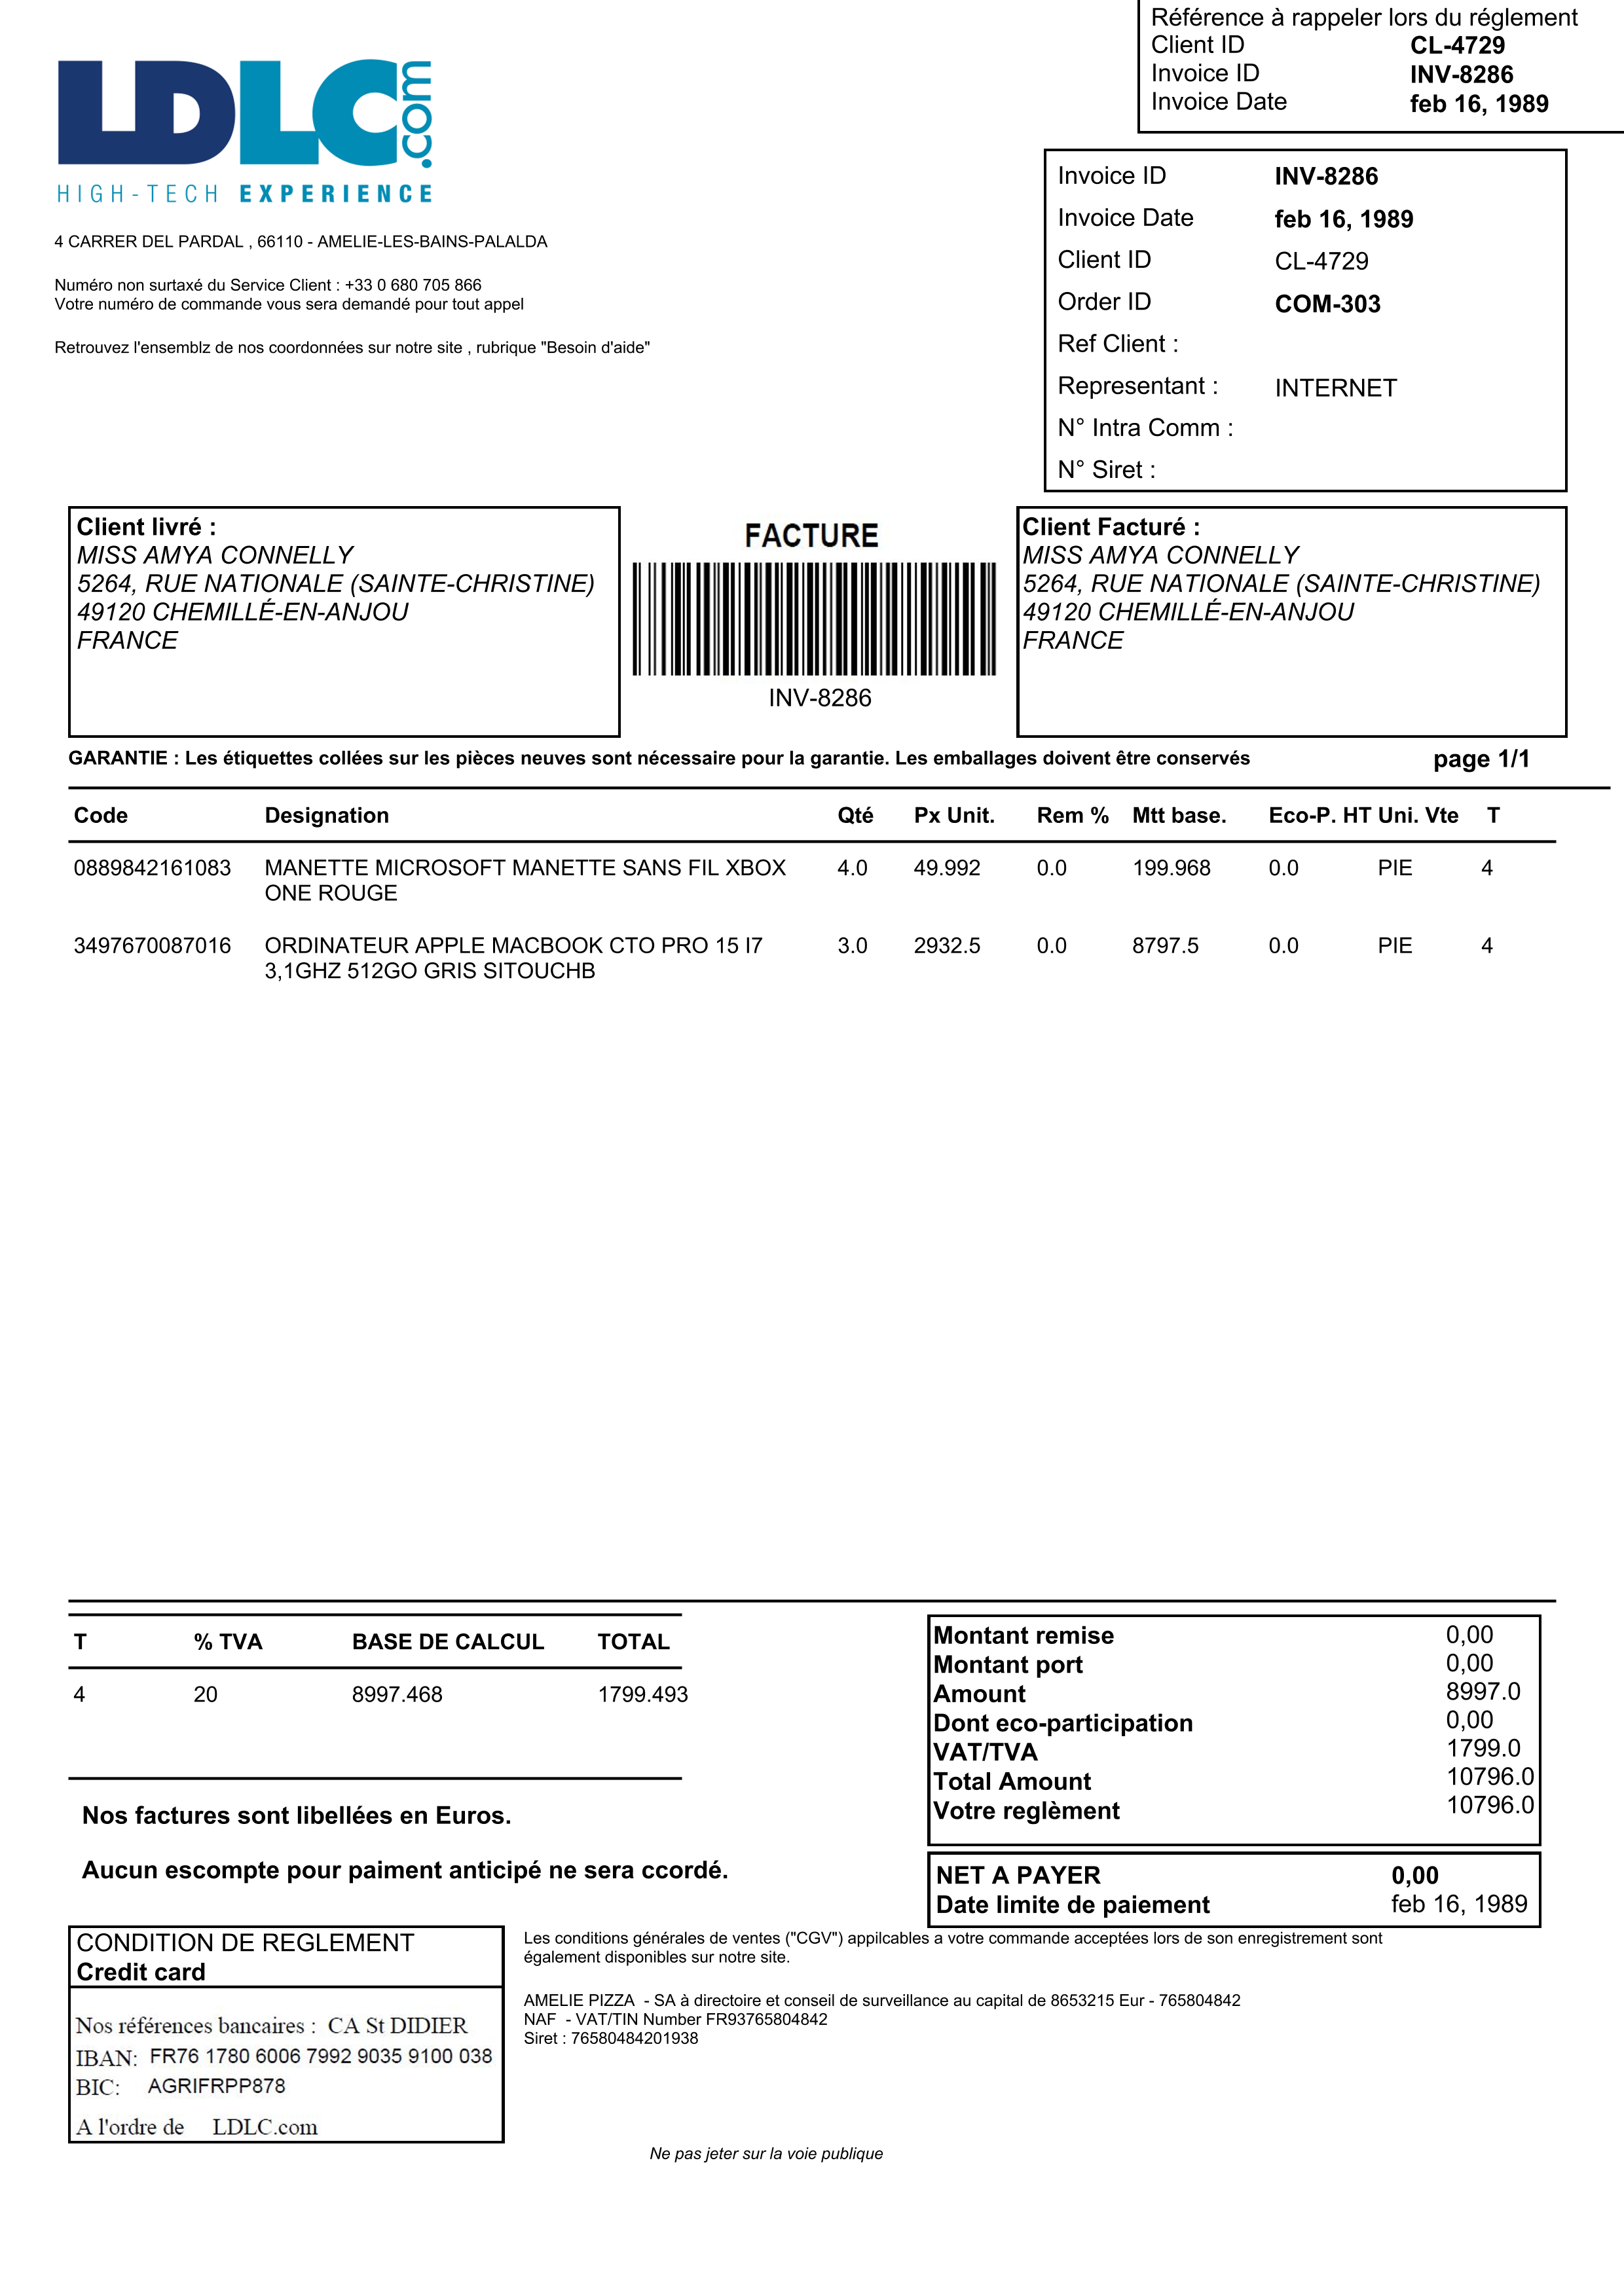 Référence à rappeler lors du réglement
Client ID CL-4729
Invoice ID INV-8286
Invoice Date feb 16, 1989
LDLC.com
HIGH-TECH EXPERIENCE
4 CARRER DEL PARDAL , 66110 - AMELIE-LES-BAINS-PALALDA
Numéro non surtaxé du Service Client : +33 0 680 705 866
Votre numéro de commande vous sera demandé pour tout appel
Retrouvez l'ensemblz de nos coordonnées sur notre site , rubrique "Besoin d'aide"
Invoice ID INV-8286
Invoice Date feb 16, 1989
Client ID CL-4729
Order ID COM-303
Ref Client :
Representant : INTERNET
N° Intra Comm :
N° Siret :
Client livré :
MISS AMYA CONNELLY
5264, RUE NATIONALE (SAINTE-CHRISTINE)
49120 CHEMILLÉ-EN-ANJOU
FRANCE
FACTURE
INV-8286
Client Facturé :
MISS AMYA CONNELLY
5264, RUE NATIONALE (SAINTE-CHRISTINE)
49120 CHEMILLÉ-EN-ANJOU
FRANCE
GARANTIE : Les étiquettes collées sur les pièces neuves sont nécessaire pour la garantie. Les emballages doivent être conservés page 1/1
Code Designation Qté Px Unit. Rem % Mtt base. Eco-P. HT Uni. Vte T
0889842161083 MANETTE MICROSOFT MANETTE SANS FIL XBOX 4.0 49.992 0.0 199.968 0.0 PIE 4
ONE ROUGE
3497670087016 ORDINATEUR APPLE MACBOOK CTO PRO 15 I7 3.0 2932.5 0.0 8797.5 0.0 PIE 4
3,1GHZ 512GO GRIS SITOUCHB
T % TVA BASE DE CALCUL TOTAL
4 20 8997.468 1799.493
Nos factures sont libellées en Euros.
Aucun escompte pour paiment anticipé ne sera ccordé.
Montant remise 0,00
Montant port 0,00
Amount 8997.0
Dont eco-participation 0,00
VAT/TVA 1799.0
Total Amount 10796.0
Votre reglèment 10796.0
NET A PAYER 0,00
Date limite de paiement feb 16, 1989
CONDITION DE REGLEMENT
Credit card
Nos références bancaires : CA St DIDIER
IBAN: FR76 1780 6006 7992 9035 9100 038
BIC: AGRIFRPP878
A l'ordre de LDLC.com
Les conditions générales de ventes ("CGV") appilcables a votre commande acceptées lors de son enregistrement sont
également disponibles sur notre site.
AMELIE PIZZA - SA à directoire et conseil de surveillance au capital de 8653215 Eur - 765804842
NAF - VAT/TIN Number FR93765804842
Siret : 76580484201938
Ne pas jeter sur la voie publique